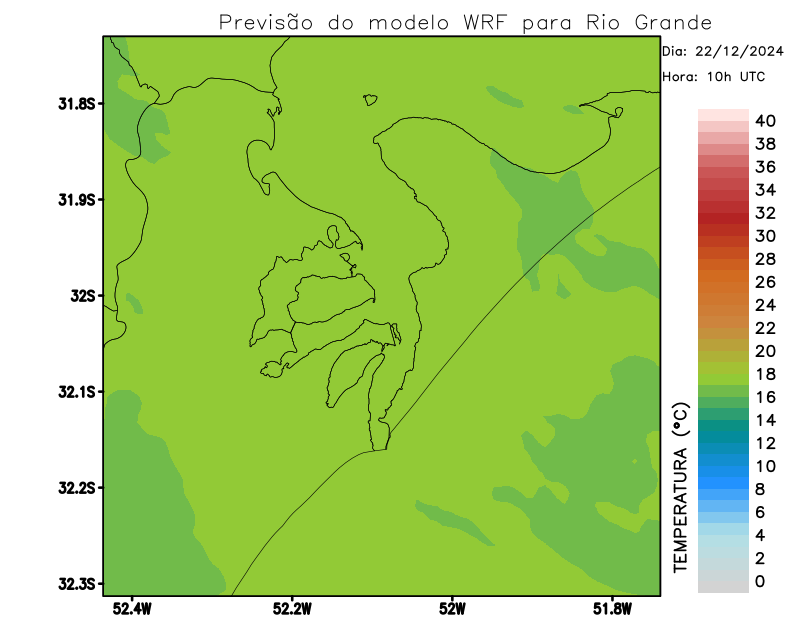 Previsão do modelo WRF para Rio Grande
Dia: 22/12/2024
Hora: 10h UTC
31.8S
31.9S
32S
32.1S
32.2S
32.3S
52.4W
52.2W
52W
51.8W
TEMPERATURA (°C)
40
38
36
34
32
30
28
26
24
22
20
18
16
14
12
10
8
6
4
2
0